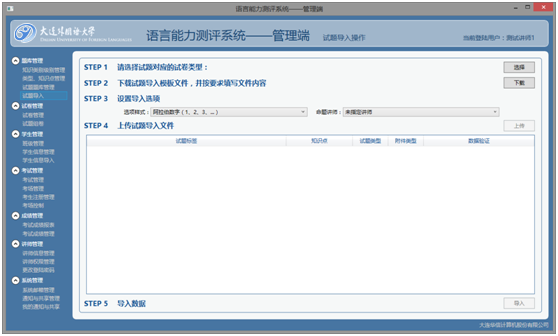 语言能力测评系统——管理端
大连外国语大学
DALIAN UNIVERSITY OF FOREIGN LANGUAGES
语言能力测评系统——管理端 试题导入操作
当前登陆用户：测试讲师1
题库管理
知识类别级别管理
类型、知识点管理
试题题库管理
试题导入
试卷管理
试卷管理
试题组卷
学生管理
班级管理
学生信息管理
学生信息导入
考试管理
考试管理
考场管理
考生注册管理
考场控制
成绩管理
考试成绩报表
考试成绩管理
讲师管理
讲师信息管理
讲师权限管理
更改登陆密码
系统管理
系统邮箱管理
通知与共享管理
我的通知与共享
STEP 1 请选择试题对应的试卷类型： 选择
STEP 2 下载试题导入模板文件，并按要求填写文件内容 下载
STEP 3 设置导入选项
选项样式： 阿拉伯数字（1、2、3、...） 命题讲师： 未指定讲师
STEP 4 上传试题导入文件 上传
试题标签 知识点 试题类型 附件类型 数据验证
STEP 5 导入数据 导入
大连华信计算机股份有限公司